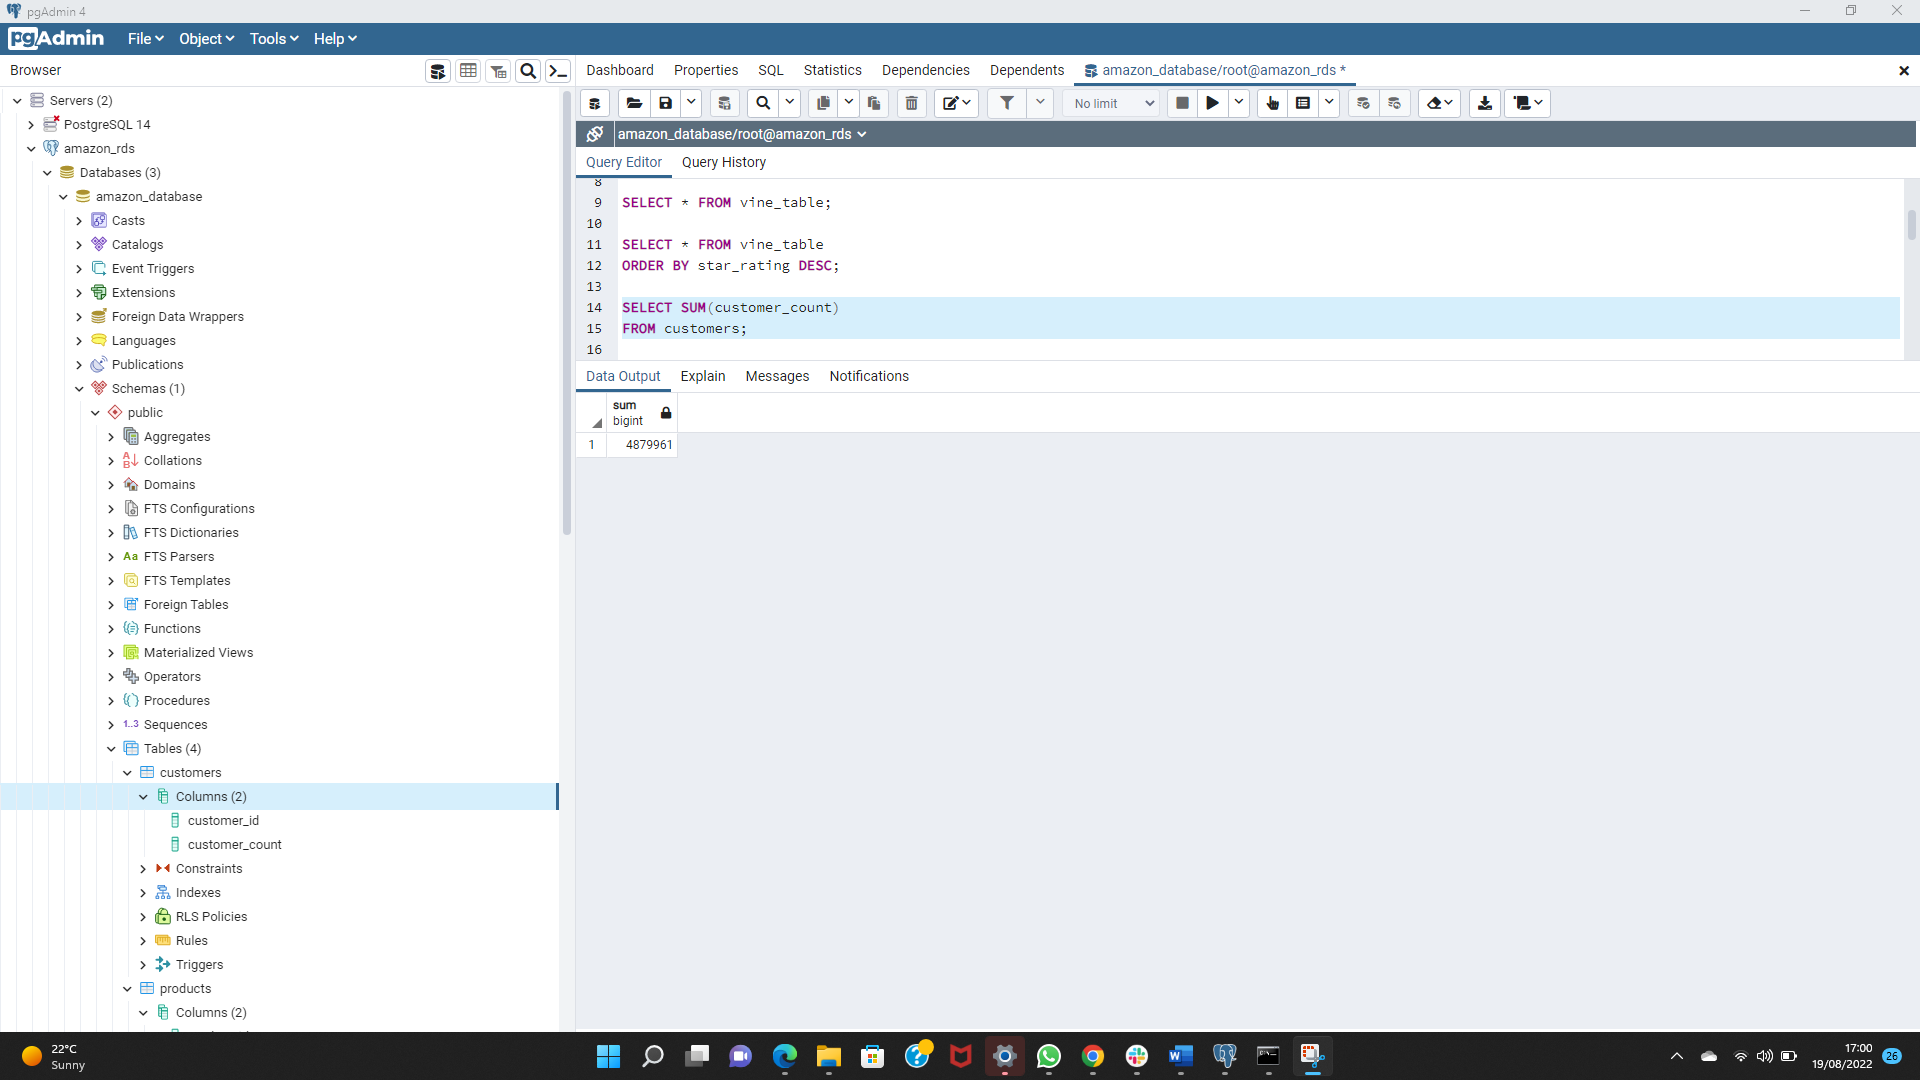 pgAdmin 4
pgAdmin File Object Tools Help
Browser
Dashboard Properties SQL Statistics Dependencies Dependents amazon_database/root@amazon_rds *
No limit
amazon_database/root@amazon_rds
Query Editor Query History
Servers (2)
PostgreSQL 14
amazon_rds
Databases (3)
amazon_database
Casts
Catalogs
Event Triggers
Extensions
Foreign Data Wrappers
Languages
Publications
Schemas (1)
public
Aggregates
Collations
Domains
FTS Configurations
FTS Dictionaries
Aa FTS Parsers
FTS Templates
Foreign Tables
Functions
Materialized Views
Operators
Procedures
1..3 Sequences
Tables (4)
customers
Columns (2)
customer_id
customer_count
Constraints
Indexes
RLS Policies
Rules
Triggers
products
Columns (2)
8
9 SELECT * FROM vine_table;
10
11 SELECT * FROM vine_table
12 ORDER BY star_rating DESC;
13
14 SELECT SUM(customer_count)
15 FROM customers;
16
Data Output Explain Messages Notifications
sum
bigint
1 4879961
22°C
Sunny
17:00
19/08/2022
26